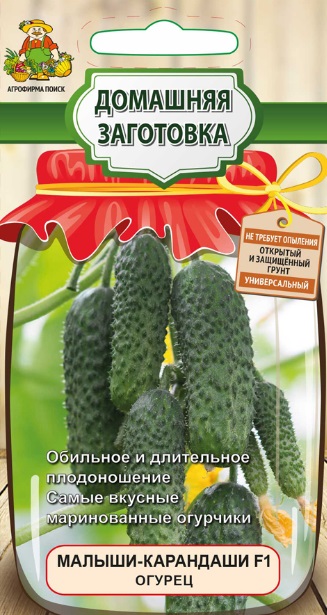 АГРОФИРМА ПОИСК
ДОМАШНЯЯ
ЗАГОТОВКА
НЕ ТРЕБУЕТ ОПЫЛЕНИЯ
ОТКРЫТЫЙ
И ЗАЩИЩЁННЫЙ
ГРУНТ
УНИВЕРСАЛЬНЫЙ
Обильное и длительное
плодоношение
Самые вкусные
маринованные огурчики
МАЛЫШИ-КАРАНДАШИ F1
ОГУРЕЦ